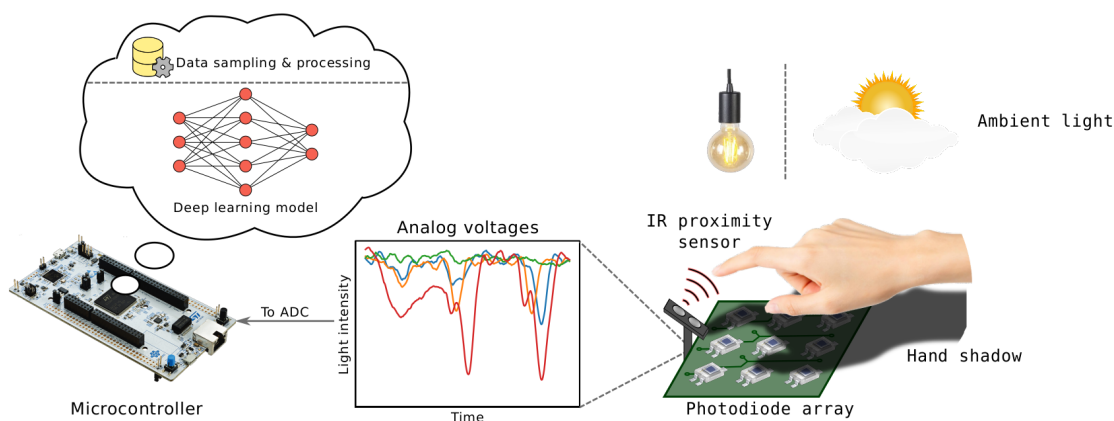 Data sampling & processing
Deep learning model
Ambient light
IR proximity
sensor
Analog voltages
Light intensity
Time
To ADC
Hand shadow
Microcontroller
Photodiode array